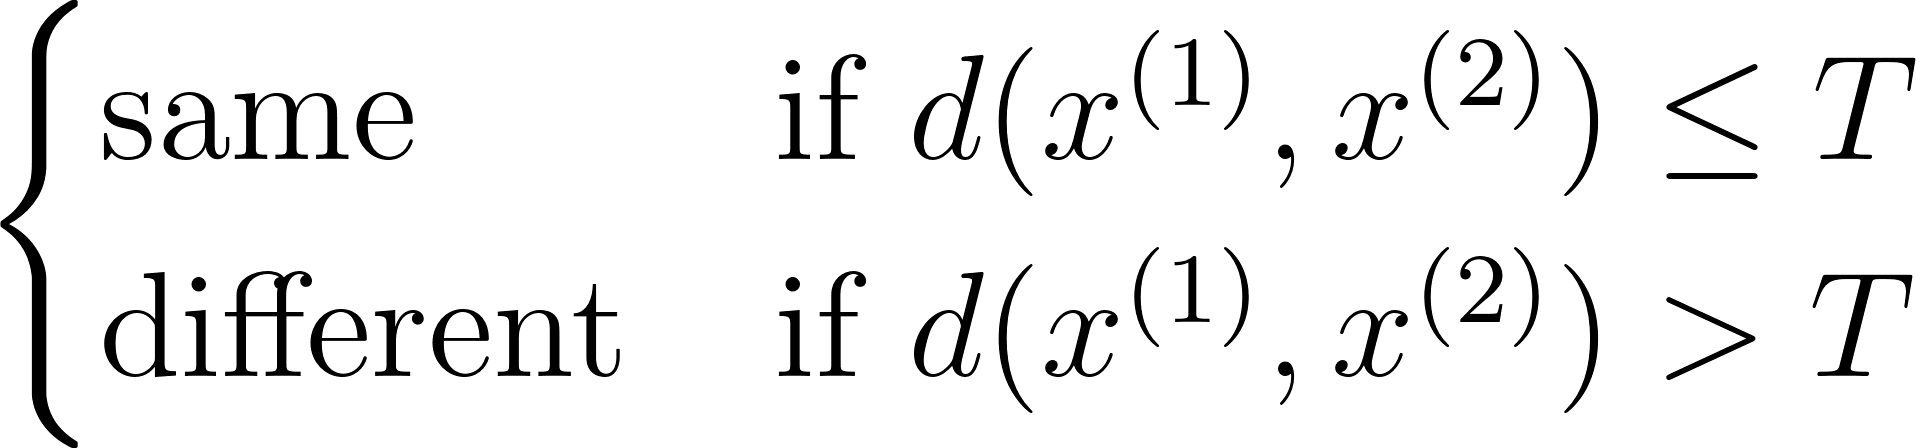 same if d(x^{(1)}, x^{(2)}) ≤ T
different if d(x^{(1)}, x^{(2)}) > T